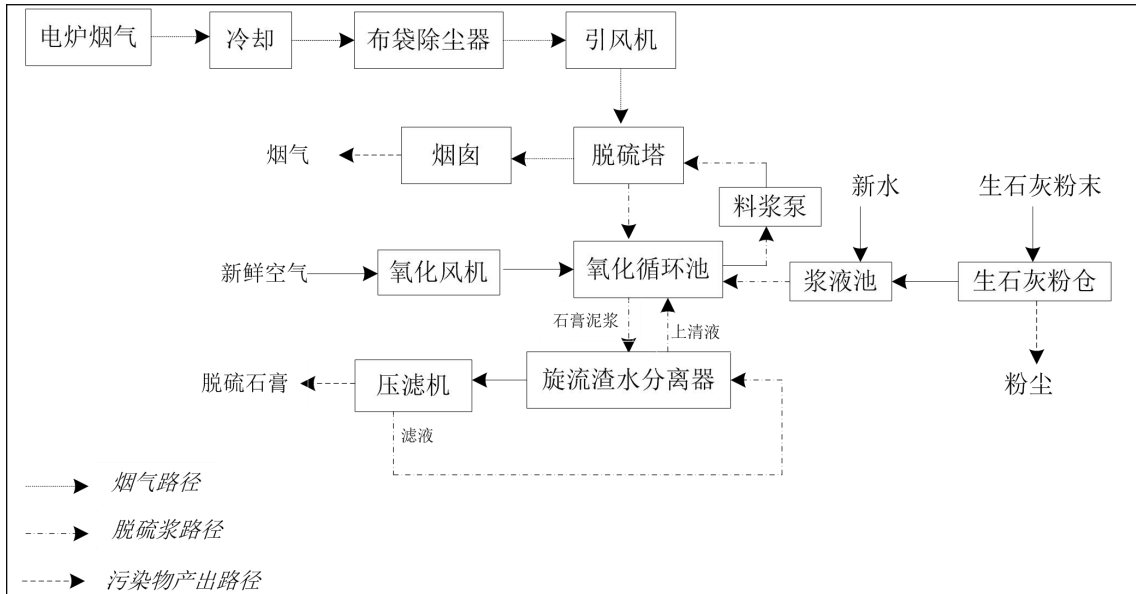 电炉烟气
冷却
布袋除尘器
引风机
烟气
烟囱
脱硫塔
料浆泵
新水
生石灰粉末
新鲜空气
氧化风机
氧化循环池
浆液池
生石灰粉仓
石膏泥浆
上清液
脱硫石膏
压滤机
旋流渣水分离器
粉尘
滤液
烟气路径
脱硫浆路径
污染物产出路径